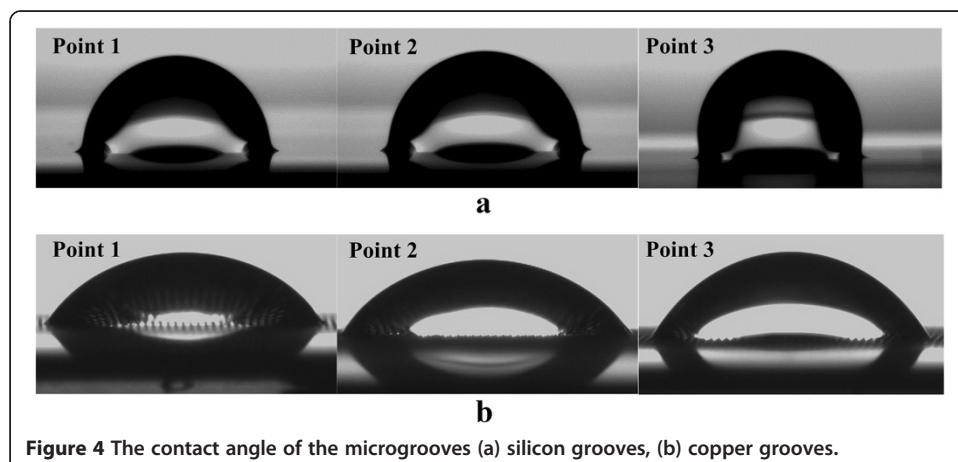 Point 1 Point 2 Point 3
a
Point 1 Point 2 Point 3
b
Figure 4 The contact angle of the microgrooves (a) silicon grooves, (b) copper grooves.